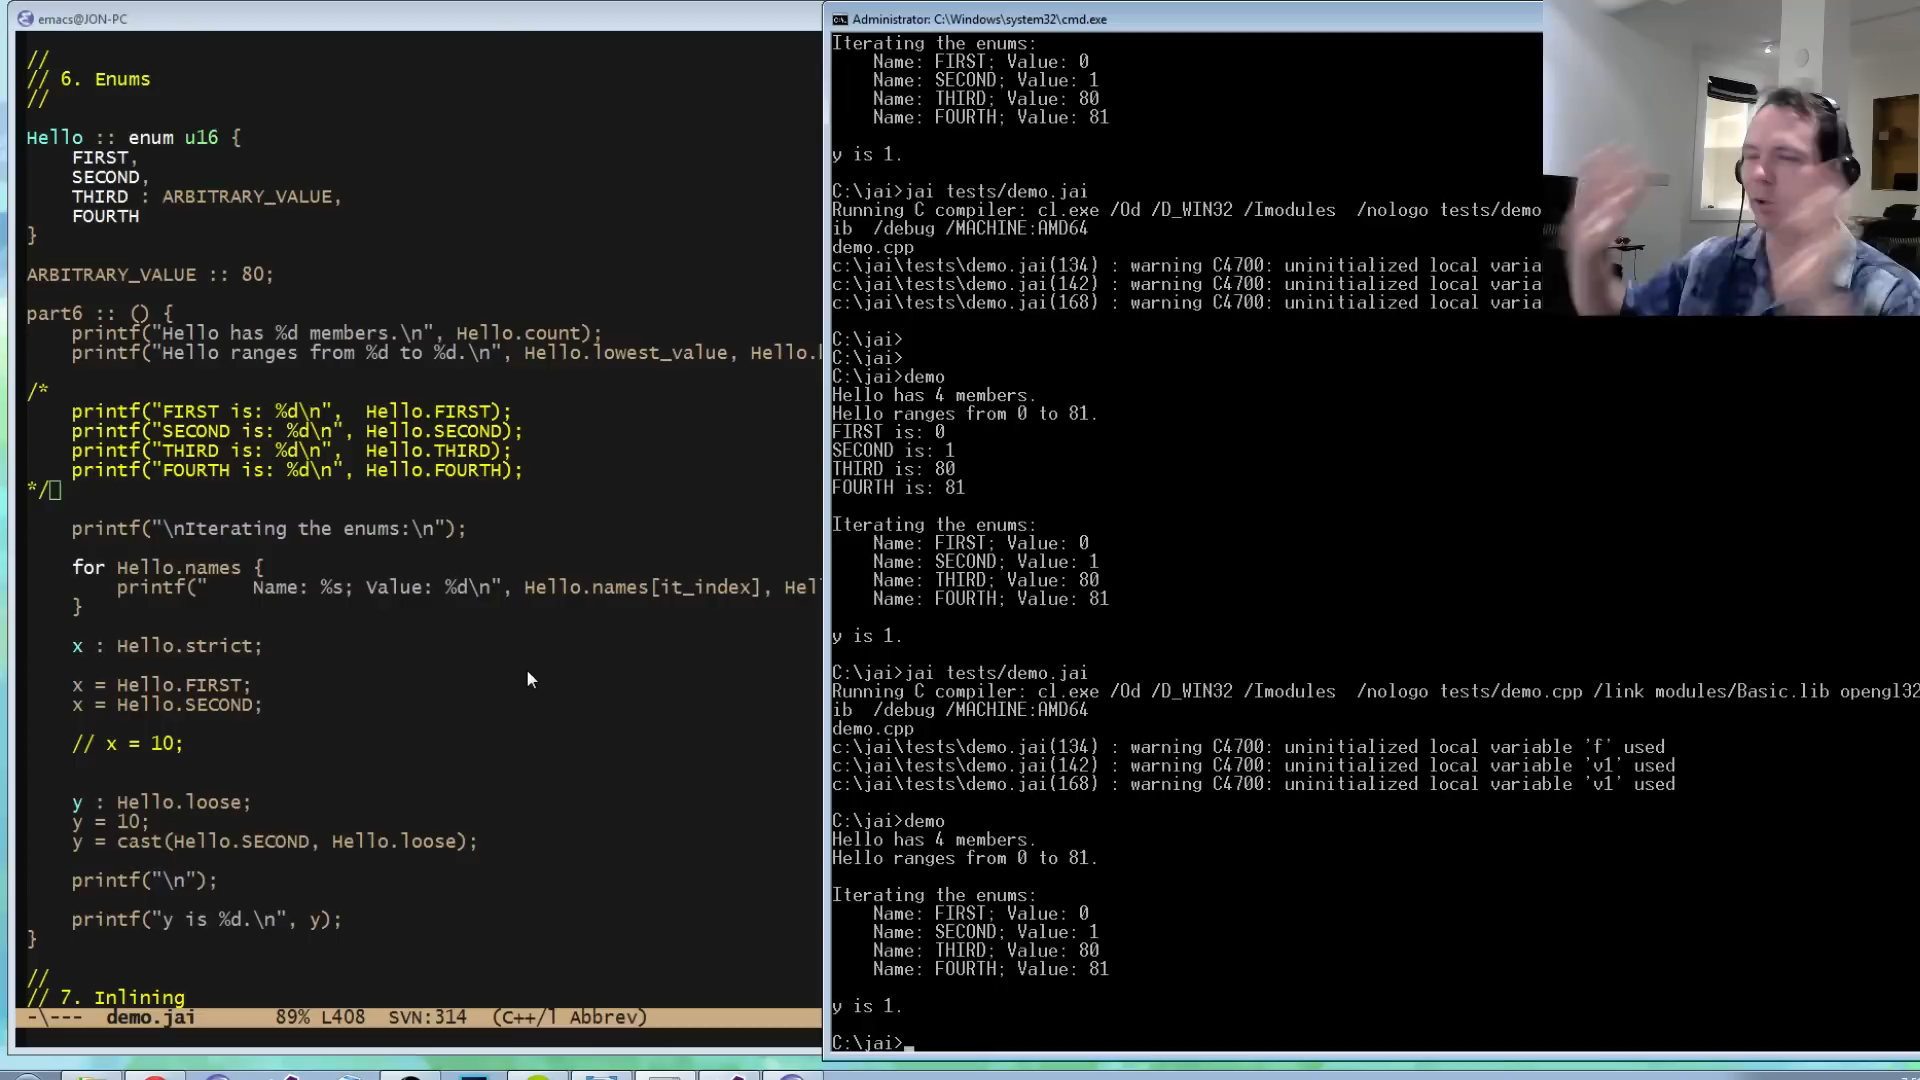 emacs@JON-PC
//
// 6. Enums
//
Hello :: enum u16 {
    FIRST,
    SECOND,
    THIRD : ARBITRARY_VALUE,
    FOURTH
}
ARBITRARY_VALUE :: 80;
part6 :: () {
    printf("Hello has %d members.\n", Hello.count);
    printf("Hello ranges from %d to %d.\n", Hello.lowest_value, Hello.
/*
    printf("FIRST is: %d\n",  Hello.FIRST);
    printf("SECOND is: %d\n", Hello.SECOND);
    printf("THIRD is: %d\n",  Hello.THIRD);
    printf("FOURTH is: %d\n", Hello.FOURTH);
*/
    printf("\nIterating the enums:\n");
    for Hello.names {
        printf("    Name: %s; Value: %d\n", Hello.names[it_index], Hel
    }
    x : Hello.strict;
    x = Hello.FIRST;
    x = Hello.SECOND;
    // x = 10;
    y : Hello.loose;
    y = 10;
    y = cast(Hello.SECOND, Hello.loose);
    printf("\n");
    printf("y is %d.\n", y);
}
//
// 7. Inlining
-\---  demo.jai       89% L408  SVN:314  (C++/l Abbrev)
Administrator: C:\Windows\system32\cmd.exe
Iterating the enums:
    Name: FIRST; Value: 0
    Name: SECOND; Value: 1
    Name: THIRD; Value: 80
    Name: FOURTH; Value: 81
y is 1.
C:\jai>jai tests/demo.jai
Running C compiler: cl.exe /Od /D_WIN32 /Imodules  /nologo tests/demo
ib  /debug /MACHINE:AMD64
demo.cpp
c:\jai\tests\demo.jai(134) : warning C4700: uninitialized local varia
c:\jai\tests\demo.jai(142) : warning C4700: uninitialized local varia
c:\jai\tests\demo.jai(168) : warning C4700: uninitialized local varia
C:\jai>
C:\jai>
C:\jai>demo
Hello has 4 members.
Hello ranges from 0 to 81.
FIRST is: 0
SECOND is: 1
THIRD is: 80
FOURTH is: 81
Iterating the enums:
    Name: FIRST; Value: 0
    Name: SECOND; Value: 1
    Name: THIRD; Value: 80
    Name: FOURTH; Value: 81
y is 1.
C:\jai>jai tests/demo.jai
Running C compiler: cl.exe /Od /D_WIN32 /Imodules  /nologo tests/demo.cpp /link modules/Basic.lib opengl32
ib  /debug /MACHINE:AMD64
demo.cpp
c:\jai\tests\demo.jai(134) : warning C4700: uninitialized local variable 'f' used
c:\jai\tests\demo.jai(142) : warning C4700: uninitialized local variable 'v1' used
c:\jai\tests\demo.jai(168) : warning C4700: uninitialized local variable 'v1' used
C:\jai>demo
Hello has 4 members.
Hello ranges from 0 to 81.
Iterating the enums:
    Name: FIRST; Value: 0
    Name: SECOND; Value: 1
    Name: THIRD; Value: 80
    Name: FOURTH; Value: 81
y is 1.
C:\jai>